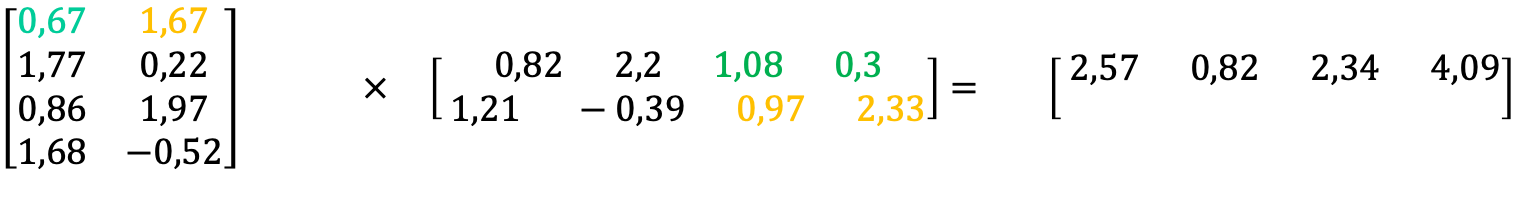 [0,67 1,67
1,77 0,22
0,86 1,97
1,68 −0,52]
×
[0,82 2,2 1,08 0,3
1,21 − 0,39 0,97 2,33]
=
[2,57 0,82 2,34 4,09]